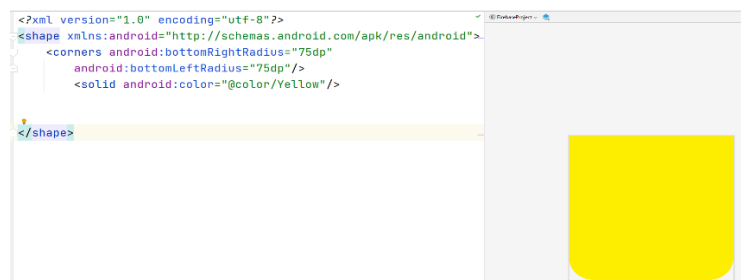 <?xml version="1.0" encoding="utf-8"?>
<shape xmlns:android="http://schemas.android.com/apk/res/android">
<corners android:bottomRightRadius="75dp"
android:bottomLeftRadius="75dp"/>
<solid android:color="@color/Yellow"/>
</shape>
FirebaseProject